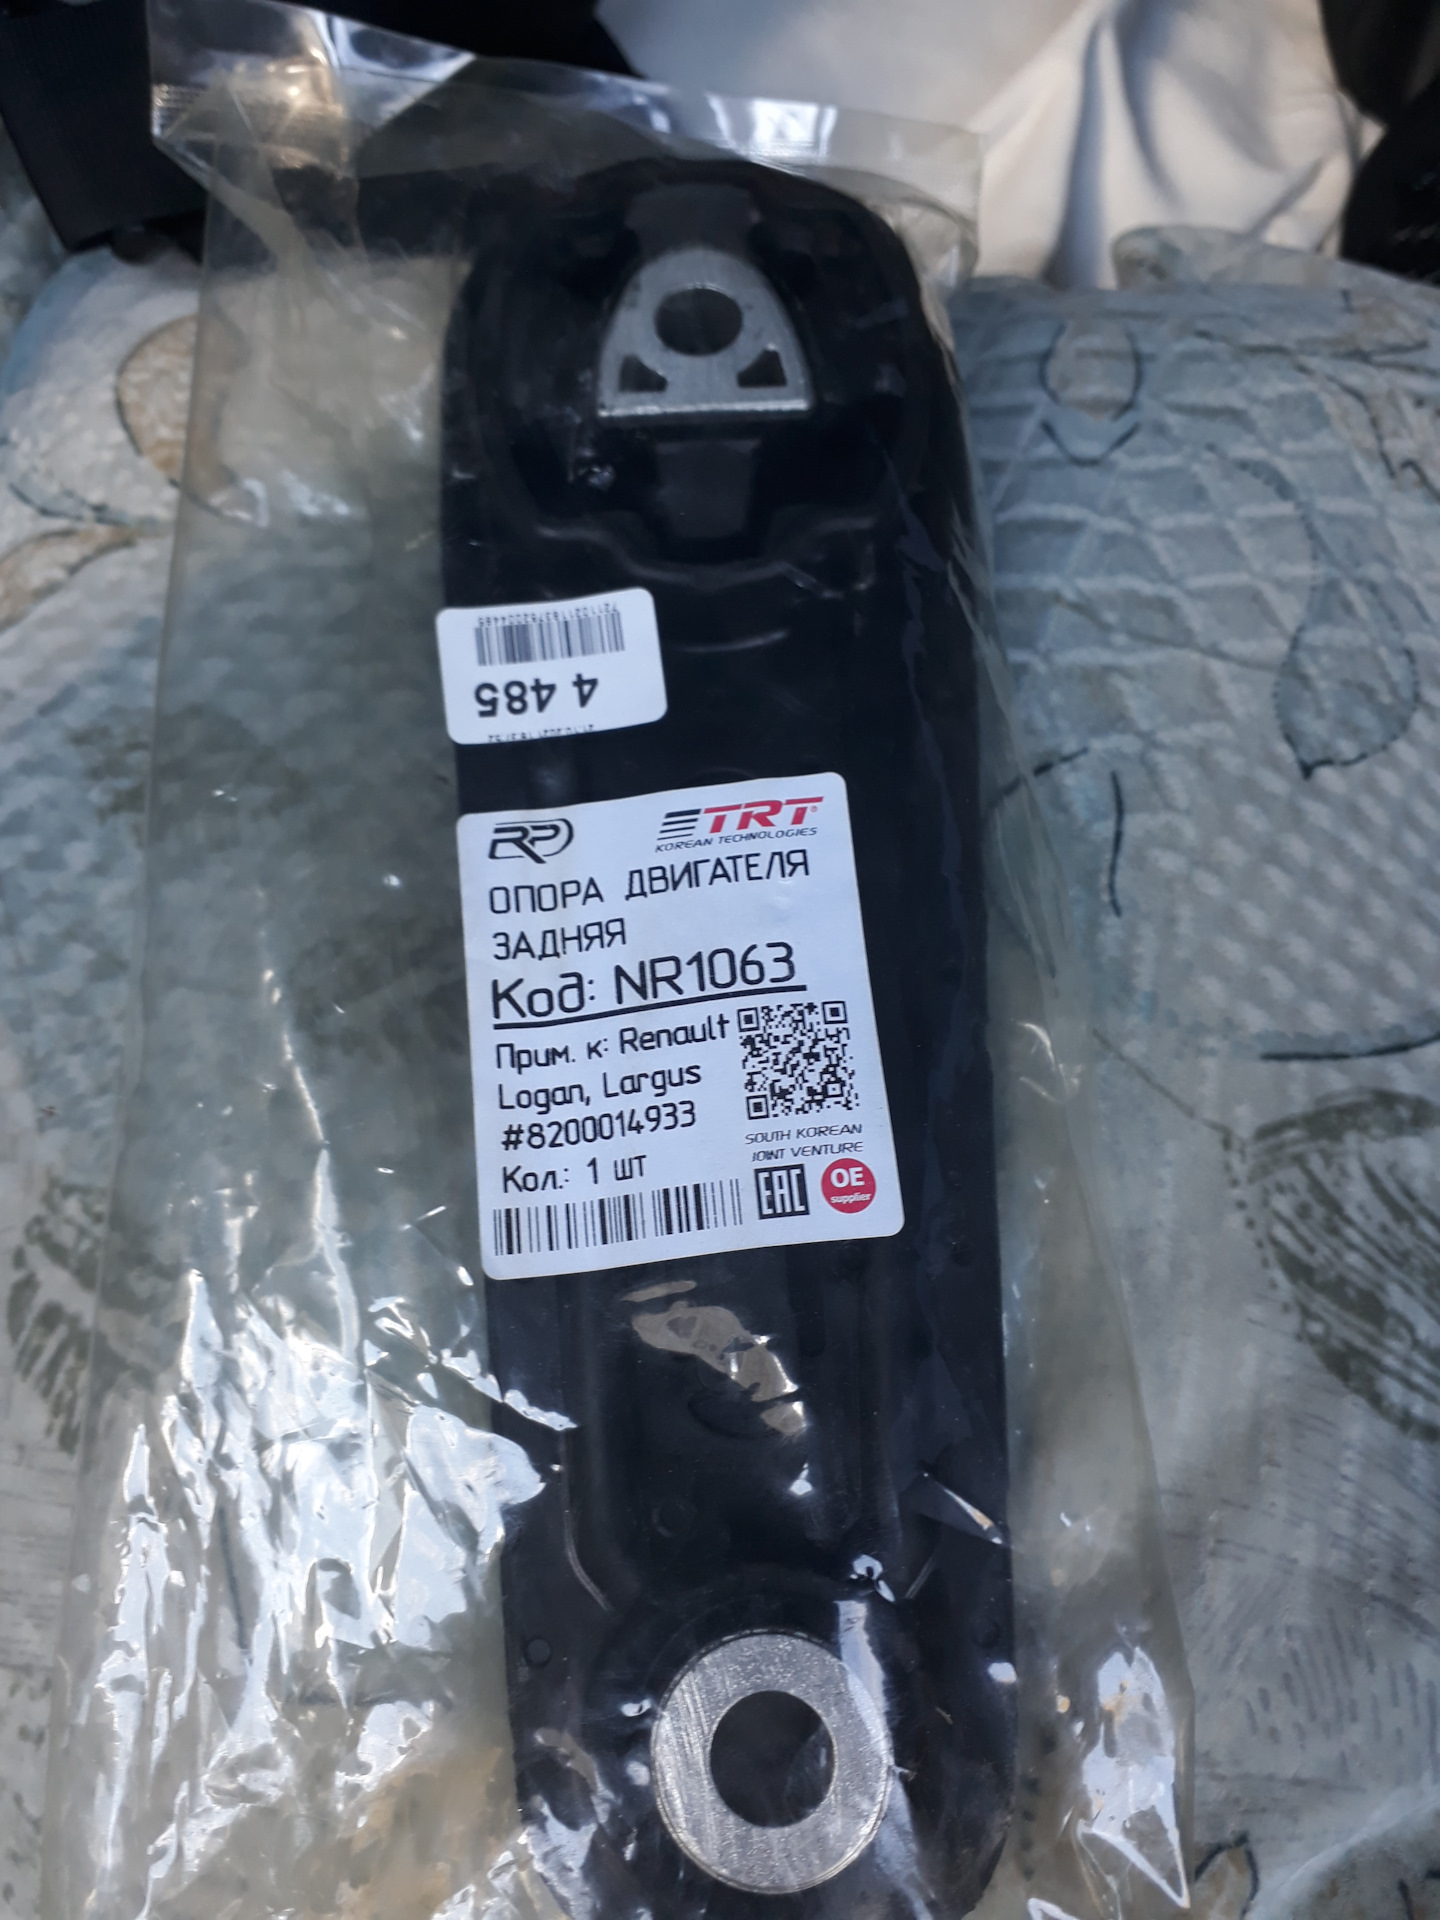 4 485
RP
TRT
KOREAN TECHNOLOGIES
ОПОРА ДВИГАТЕЛЯ
ЗАДНЯЯ
Код: NR1063
Прим. к: Renault
Logan, Largus
#8200014933
Кол.: 1 шт
SOUTH KOREAN
JOINT VENTURE
EAC
OE
supplier